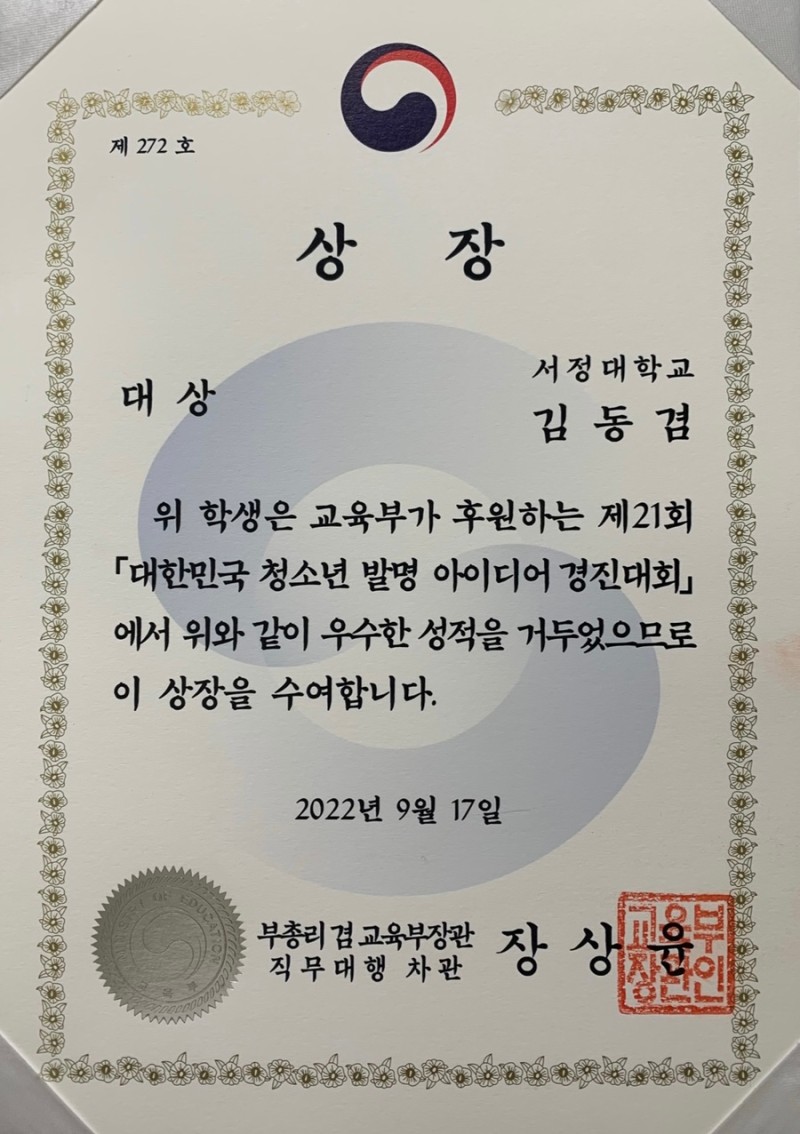 제 272 호
상 장
대 상
서정대학교
김 동 겸
위 학생은 교육부가 후원하는 제21회
「대한민국 청소년 발명 아이디어 경진대회」
에서 위와 같이 우수한 성적을 거두었으므로
이 상장을 수여합니다.
2022년 9월 17일
부총리 겸 교육부장관
직무대행 차관
장 상 윤
교육부
장관인
OF EDUCATION